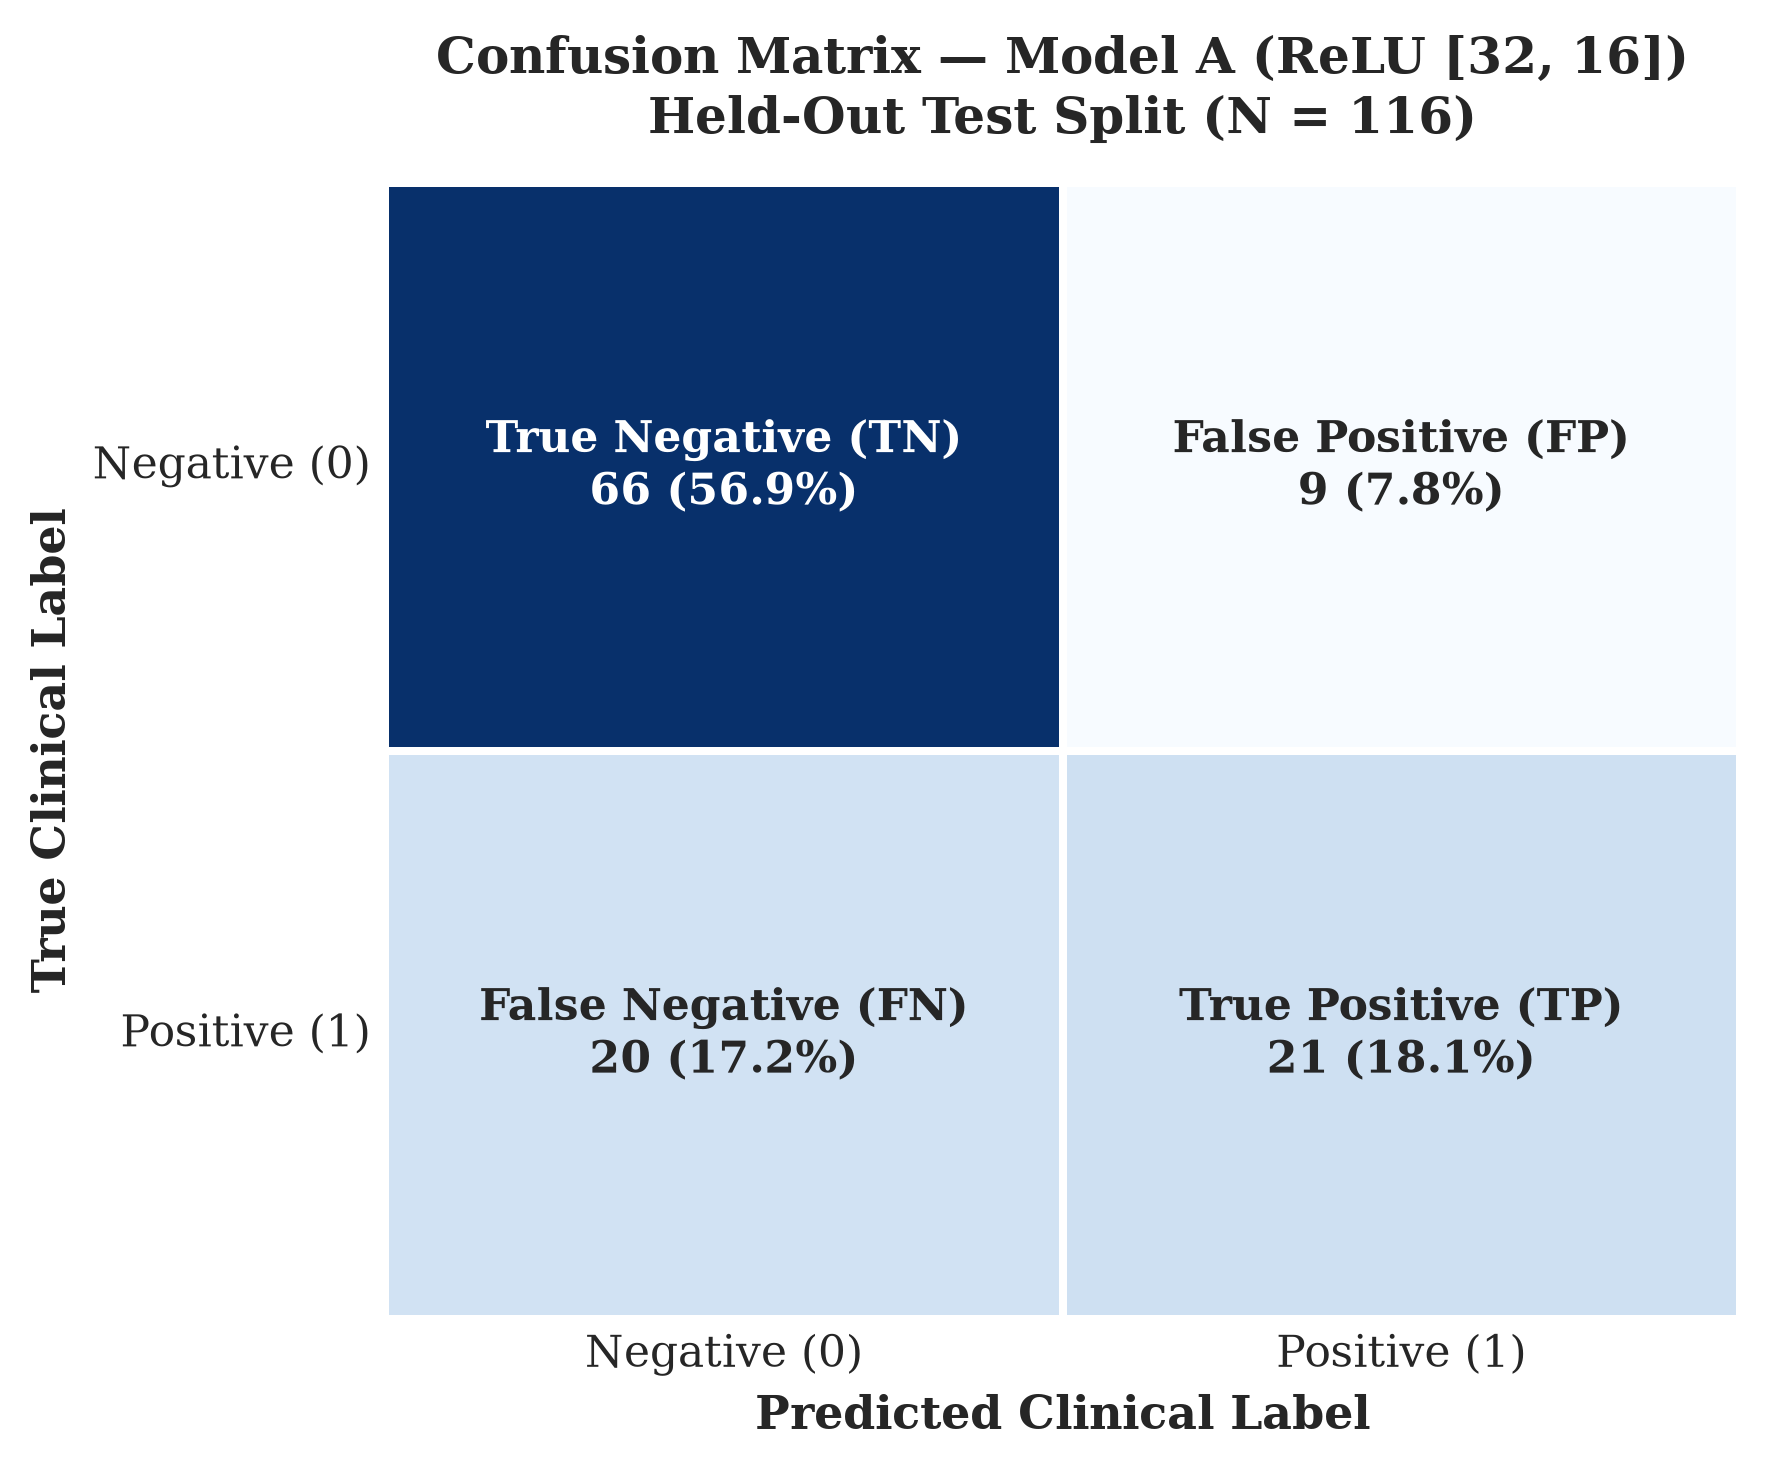 Confusion Matrix — Model A (ReLU [32, 16])
Held-Out Test Split (N = 116)
True Clinical Label
Negative (0)
True Negative (TN)
66 (56.9%)
False Positive (FP)
9 (7.8%)
Positive (1)
False Negative (FN)
20 (17.2%)
True Positive (TP)
21 (18.1%)
Negative (0)
Positive (1)
Predicted Clinical Label